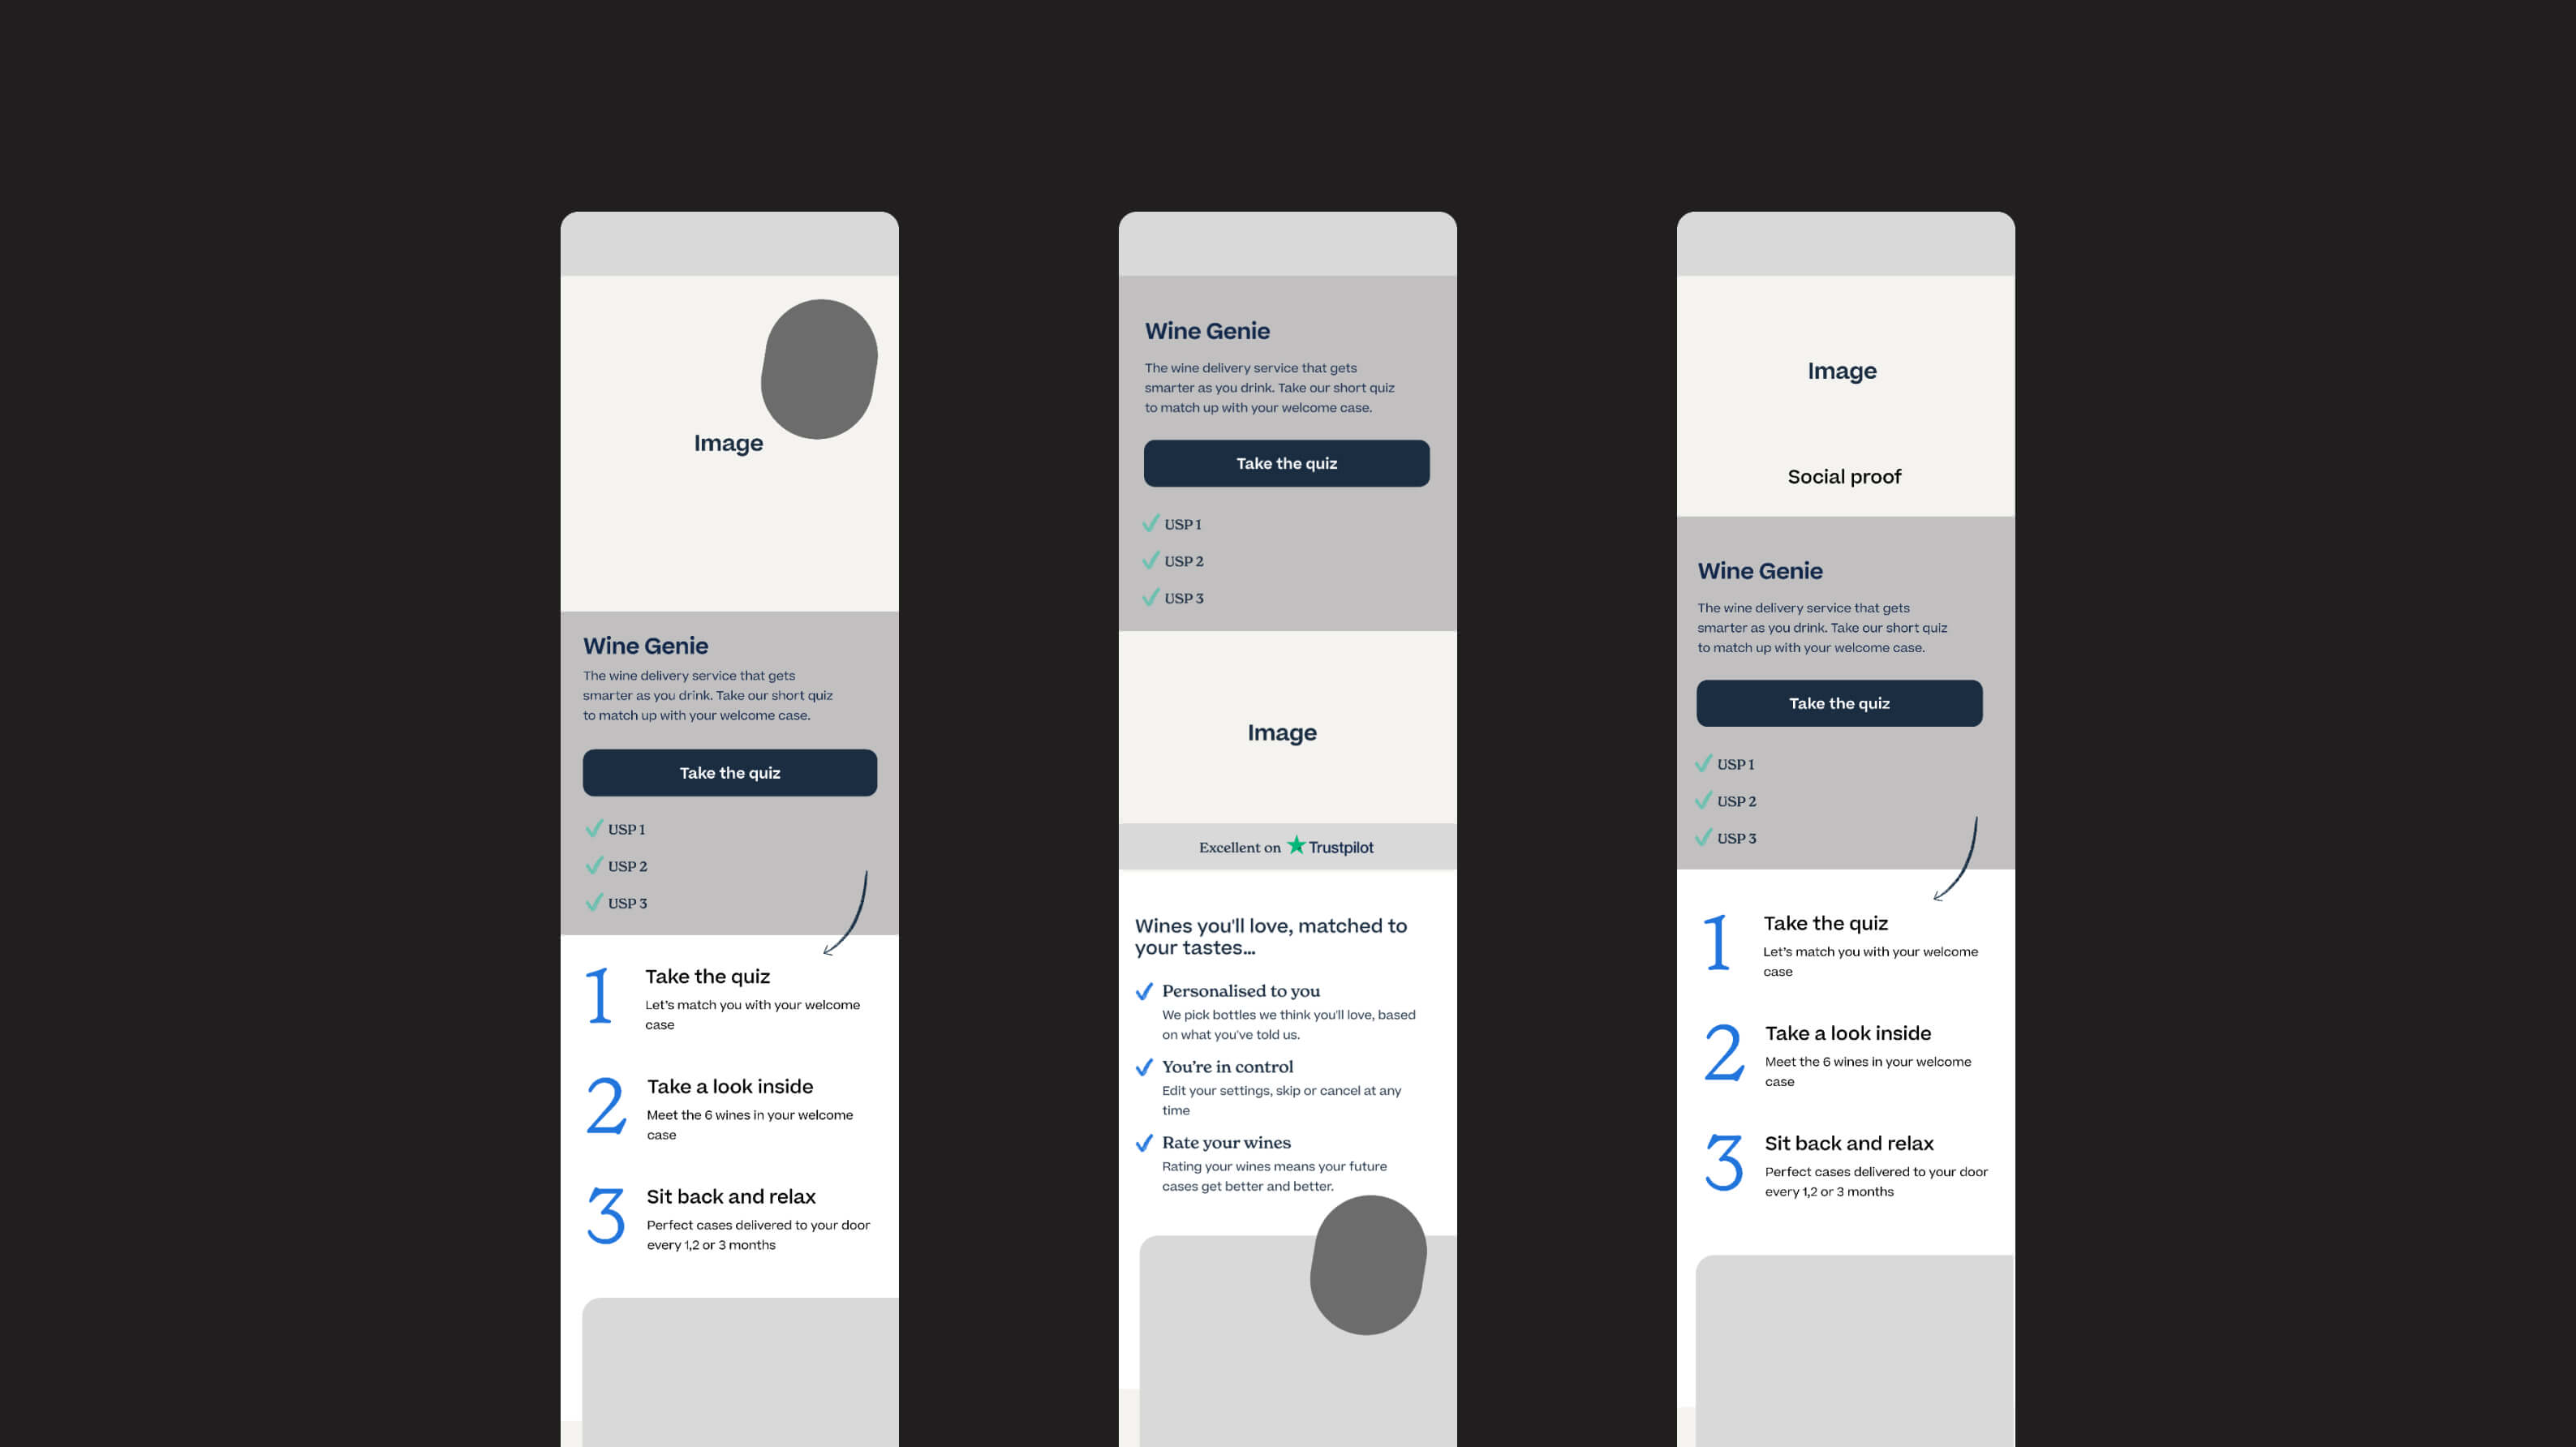 Image
Wine Genie
The wine delivery service that gets
smarter as you drink. Take our short quiz
to match up with your welcome case.
Take the quiz
USP 1
USP 2
USP 3
1
Take the quiz
Let's match you with your welcome
case
2
Take a look inside
Meet the 6 wines in your welcome
case
3
Sit back and relax
Perfect cases delivered to your door
every 1,2 or 3 months
Wine Genie
The wine delivery service that gets
smarter as you drink. Take our short quiz
to match up with your welcome case.
Take the quiz
USP 1
USP 2
USP 3
Image
Excellent on Trustpilot
Wines you'll love, matched to
your tastes...
Personalised to you
We pick bottles we think you'll love, based
on what you've told us.
You're in control
Edit your settings, skip or cancel at any
time
Rate your wines
Rating your wines means your future
cases get better and better.
Image
Social proof
Wine Genie
The wine delivery service that gets
smarter as you drink. Take our short quiz
to match up with your welcome case.
Take the quiz
USP 1
USP 2
USP 3
1
Take the quiz
Let's match you with your welcome
case
2
Take a look inside
Meet the 6 wines in your welcome
case
3
Sit back and relax
Perfect cases delivered to your door
every 1,2 or 3 months